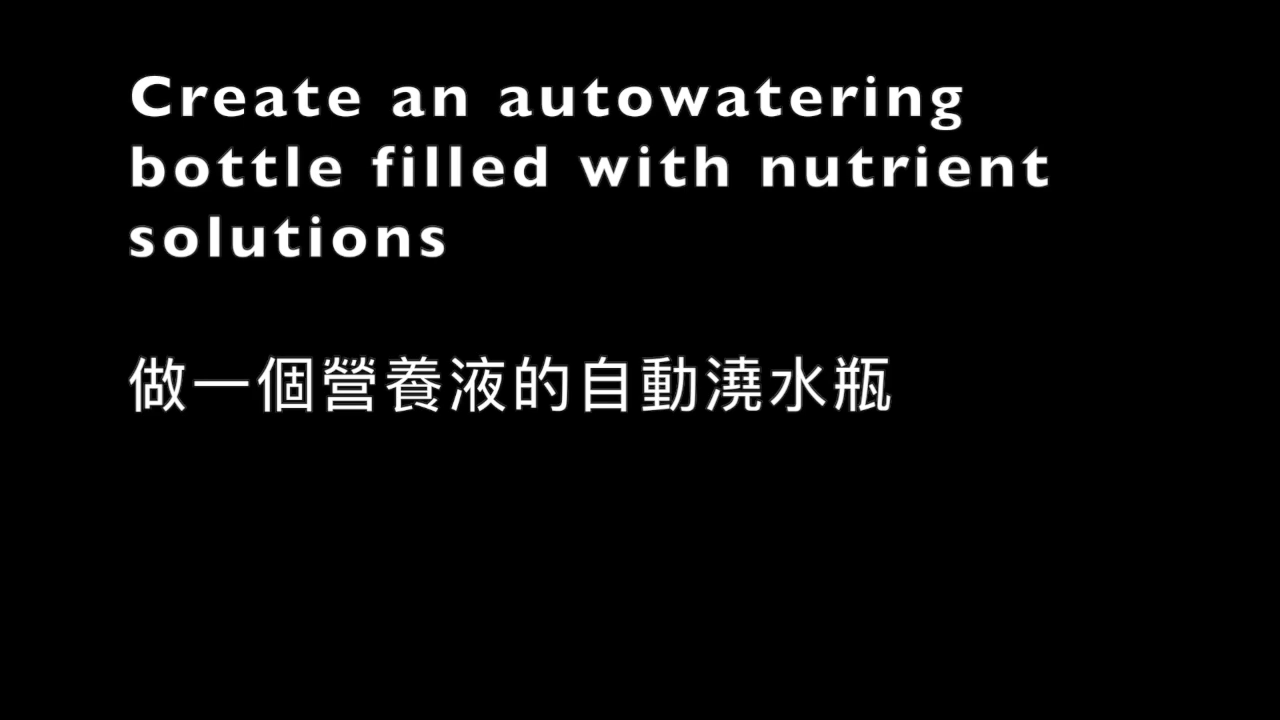 Create an autowatering
bottle filled with nutrient
solutions
做一個營養液的自動澆水瓶